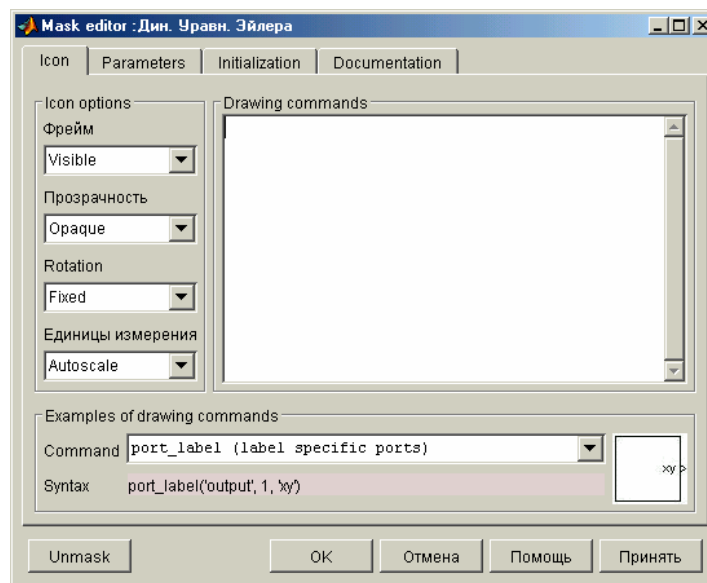 Mask editor :Дин. Уравн. Эйлера
Icon Parameters Initialization Documentation
Icon options
Фрейм
Visible
Прозрачность
Opaque
Rotation
Fixed
Единицы измерения
Autoscale
Drawing commands
Examples of drawing commands
Command port_label (label specific ports)
Syntax port_label('output', 1, 'xy')
xy
Unmask OK Отмена Помощь Принять